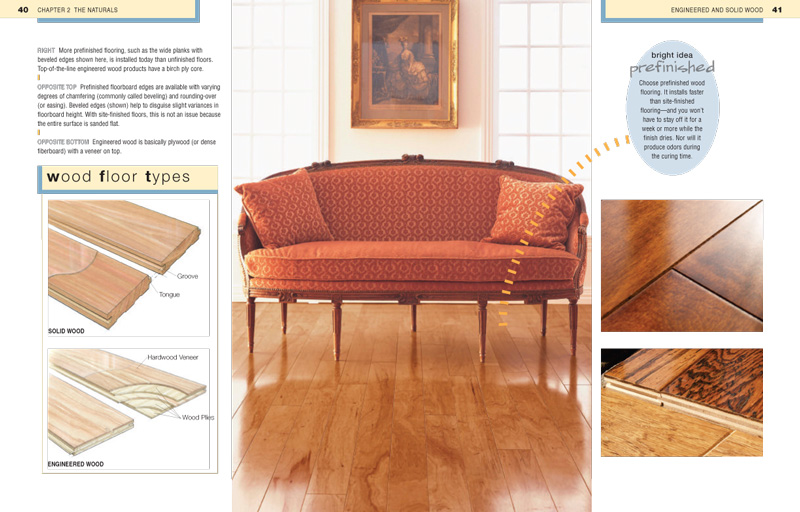 40 CHAPTER 2 THE NATURALS
RIGHT More prefinished flooring, such as the wide planks with
beveled edges shown here, is installed today than unfinished floors.
Top-of-the-line engineered wood products have a birch ply core.
OPPOSITE TOP Prefinished floorboard edges are available with varying
degrees of chamfering (commonly called beveling) and rounding-over
(or easing). Beveled edges (shown) help to disguise slight variances in
floorboard height. With site-finished floors, this is not an issue because
the entire surface is sanded flat.
OPPOSITE BOTTOM Engineered wood is basically plywood (or dense
fiberboard) with a veneer on top.
wood floor types
Groove
Tongue
SOLID WOOD
Hardwood Veneer
Wood Plies
ENGINEERED WOOD
ENGINEERED AND SOLID WOOD 41
bright idea
prefinished
Choose prefinished wood
flooring. It installs faster
than site-finished
flooring—and you won't
have to stay off it for a
week or more while the
finish dries. Nor will it
produce odors during
the curing time.